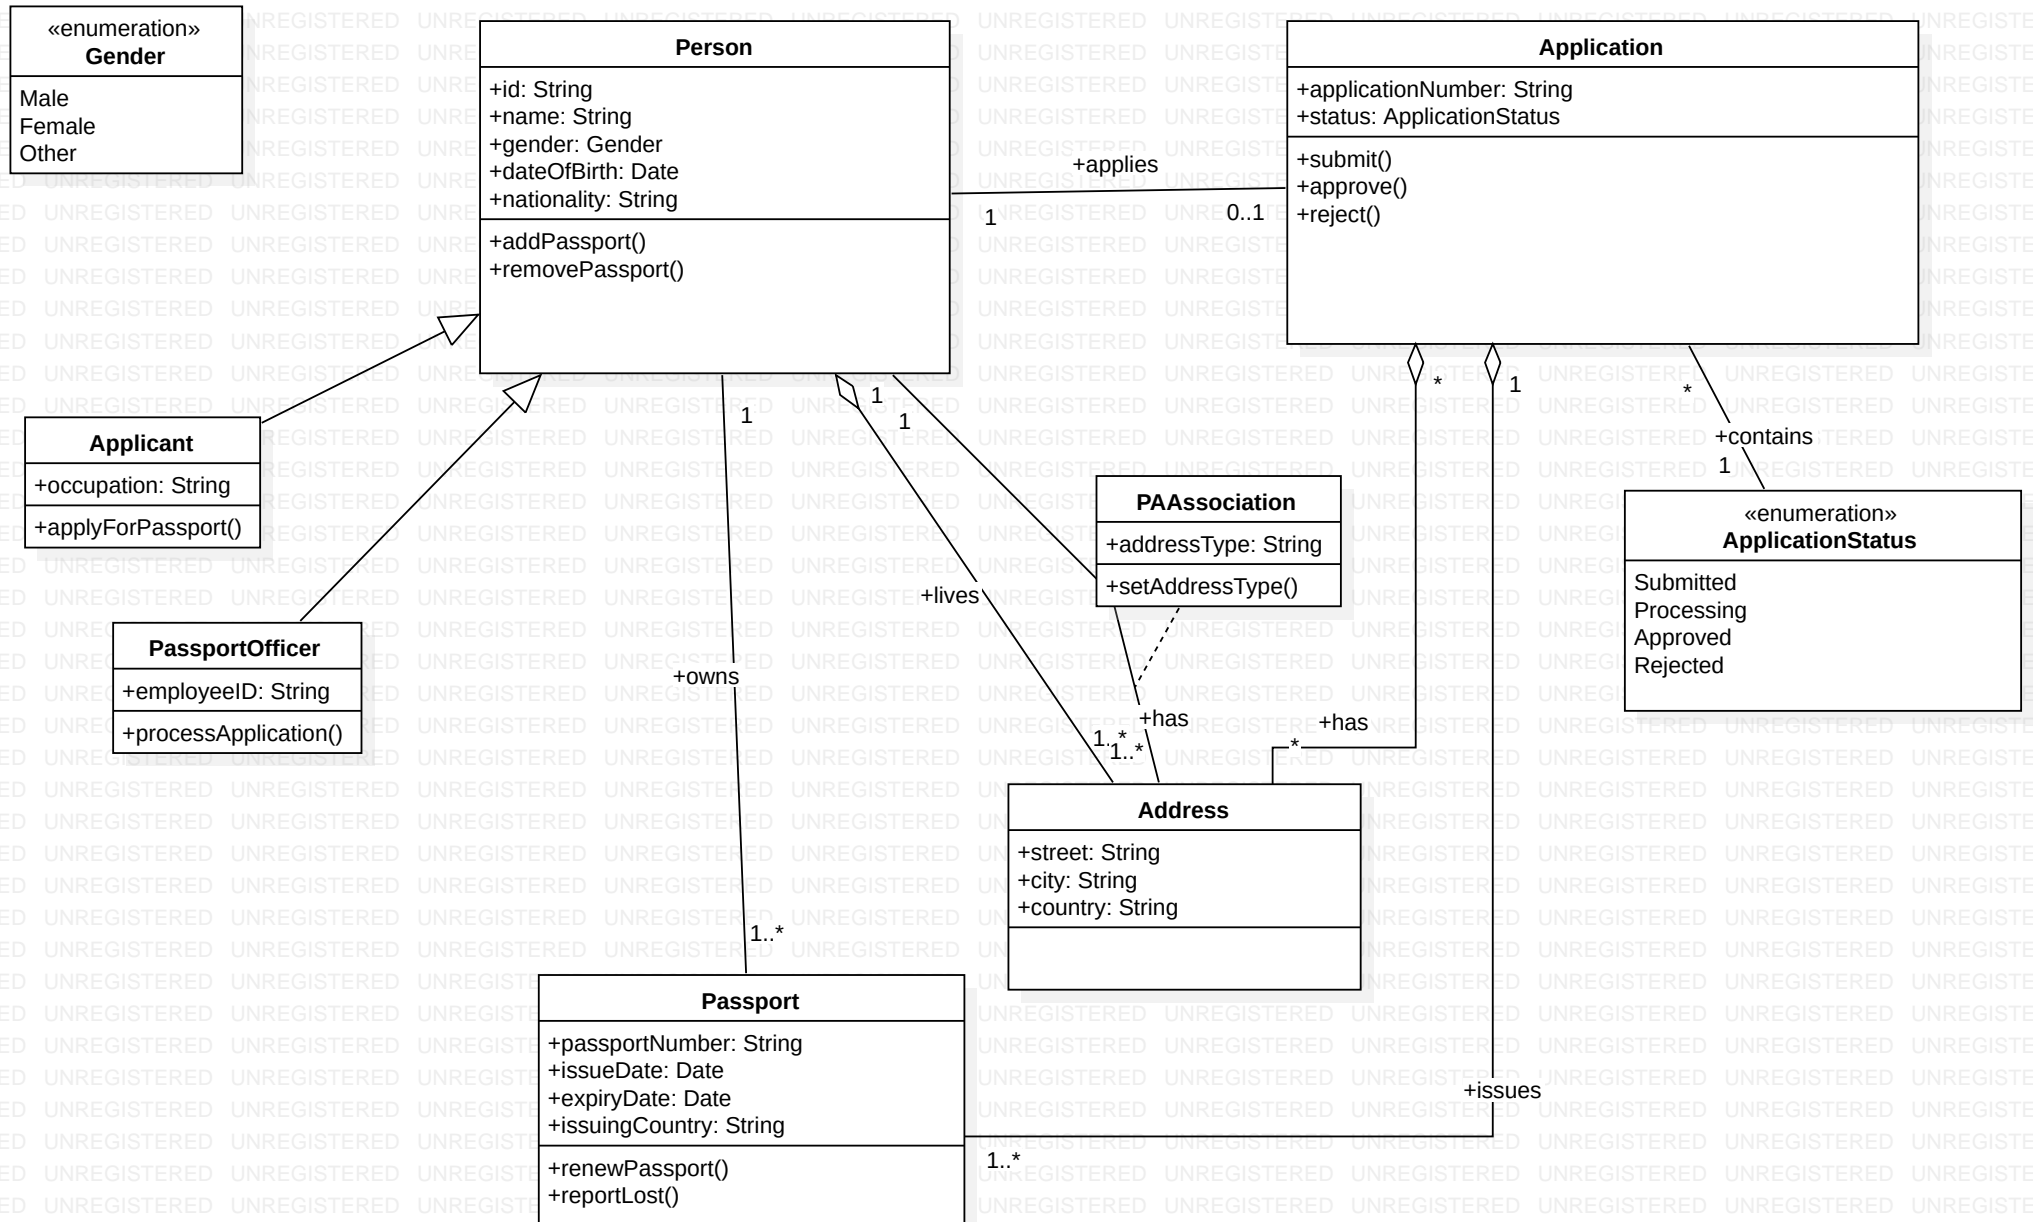 «enumeration»
Gender
Male
Female
Other
Person
+id: String
+name: String
+gender: Gender
+dateOfBirth: Date
+nationality: String
+addPassport()
+removePassport()
Application
+applicationNumber: String
+status: ApplicationStatus
+submit()
+approve()
+reject()
+applies
1
0..1
Applicant
+occupation: String
+applyForPassport()
PassportOfficer
+employeeID: String
+processApplication()
1
+owns
1..*
1
+lives
1..*
1
+has
1..*
PAAssociation
+addressType: String
+setAddressType()
*
+has
*
1
+issues
1..*
*
+contains
1
«enumeration»
ApplicationStatus
Submitted
Processing
Approved
Rejected
Address
+street: String
+city: String
+country: String
Passport
+passportNumber: String
+issueDate: Date
+expiryDate: Date
+issuingCountry: String
+renewPassport()
+reportLost()
UNREGISTERED